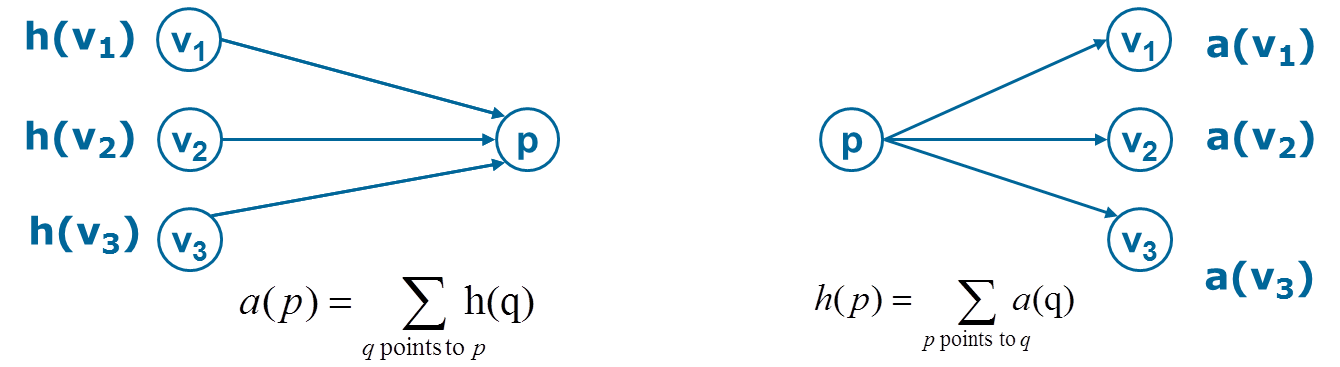 h(v₁) v₁ v₁ a(v₁)
h(v₂) v₂ p p v₂ a(v₂)
h(v₃) v₃ v₃ a(v₃)
a(p) = ∑ h(q) h(p) = ∑ a(q)
q points to p p points to q